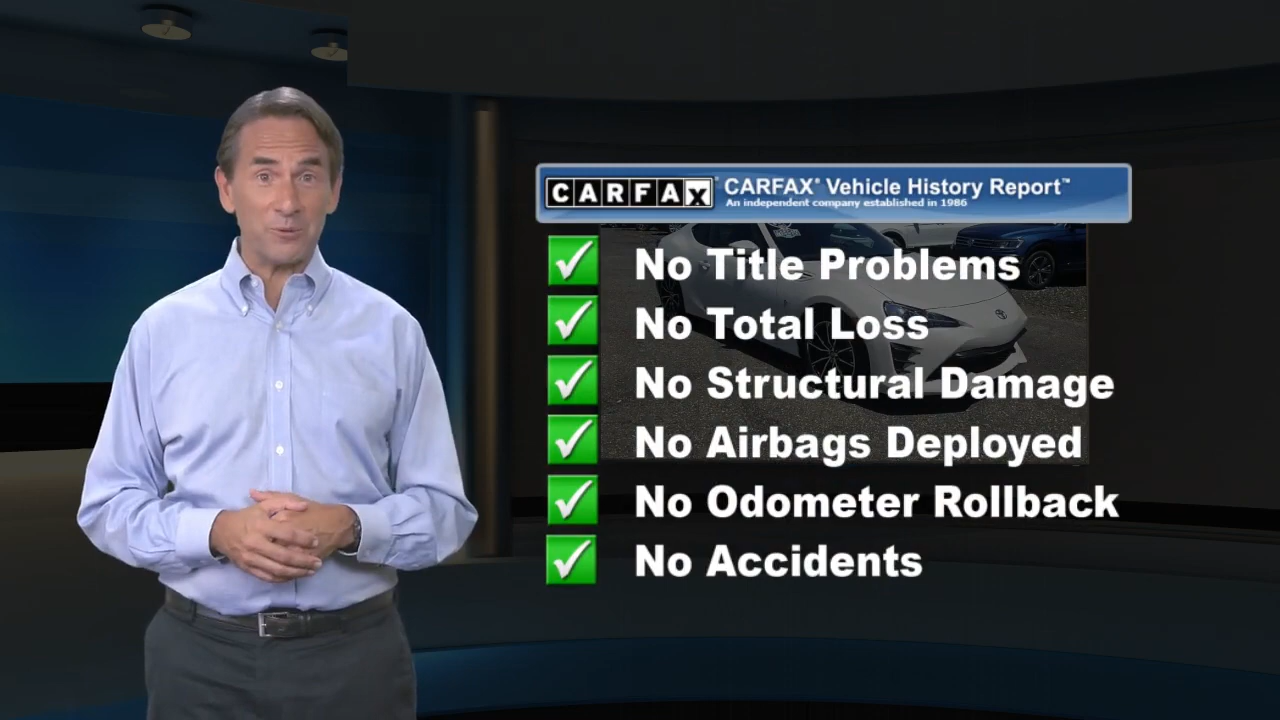 CARFAX CARFAX® Vehicle History Report™
An independent company established in 1986
No Title Problems
No Total Loss
No Structural Damage
No Airbags Deployed
No Odometer Rollback
No Accidents